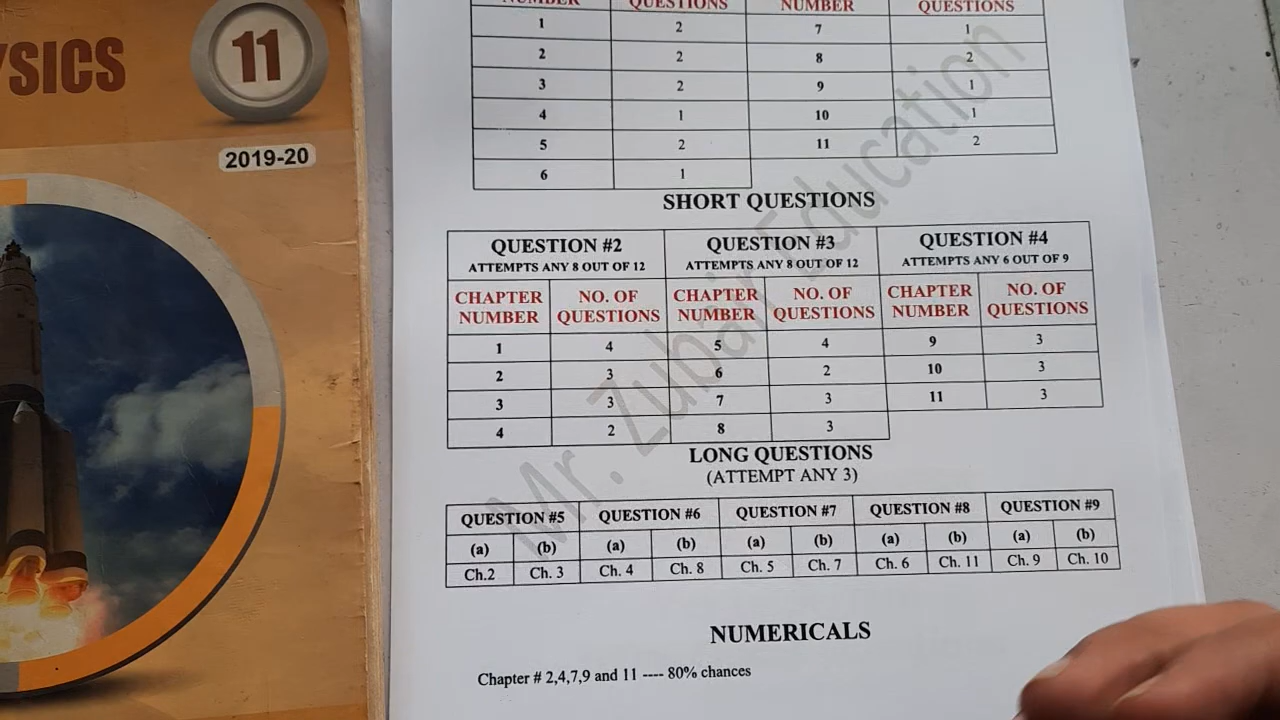 YSICS
11
2019-20
NUMBER QUESTIONS NUMBER QUESTIONS
1 2 7 1
2 2 8 2
3 2 9 1
4 1 10 1
5 2 11 2
6 1
SHORT QUESTIONS
QUESTION #2 QUESTION #3 QUESTION #4
ATTEMPTS ANY 8 OUT OF 12 ATTEMPTS ANY 8 OUT OF 12 ATTEMPTS ANY 6 OUT OF 9
CHAPTER NO. OF CHAPTER NO. OF CHAPTER NO. OF
NUMBER QUESTIONS NUMBER QUESTIONS NUMBER QUESTIONS
1 4 5 4 9 3
2 3 6 2 10 3
3 3 7 3 11 3
4 2 8 3
LONG QUESTIONS
(ATTEMPT ANY 3)
QUESTION #5 QUESTION #6 QUESTION #7 QUESTION #8 QUESTION #9
(a) (b) (a) (b) (a) (b) (a) (b) (a) (b)
Ch.2 Ch. 3 Ch. 4 Ch. 8 Ch. 5 Ch. 7 Ch. 6 Ch. 11 Ch. 9 Ch. 10
NUMERICALS
Chapter # 2,4,7,9 and 11 ---- 80% chances
Mr. Zubair Education